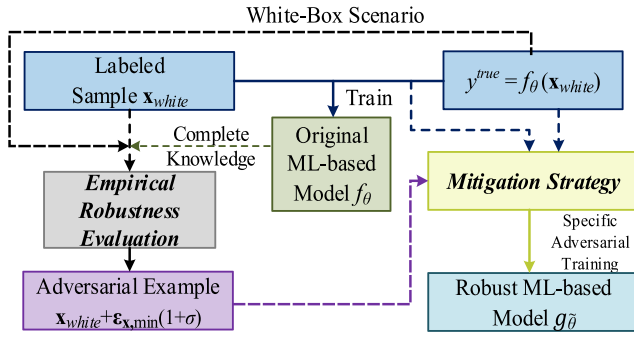 White-Box Scenario
Labeled
Sample x_white
y^true = f_θ(x_white)
Train
Complete
Knowledge
Original
ML-based
Model f_θ
Empirical
Robustness
Evaluation
Mitigation Strategy
Specific
Adversarial
Training
Adversarial Example
x_white+ε_x,min(1+σ)
Robust ML-based
Model g_θ̃